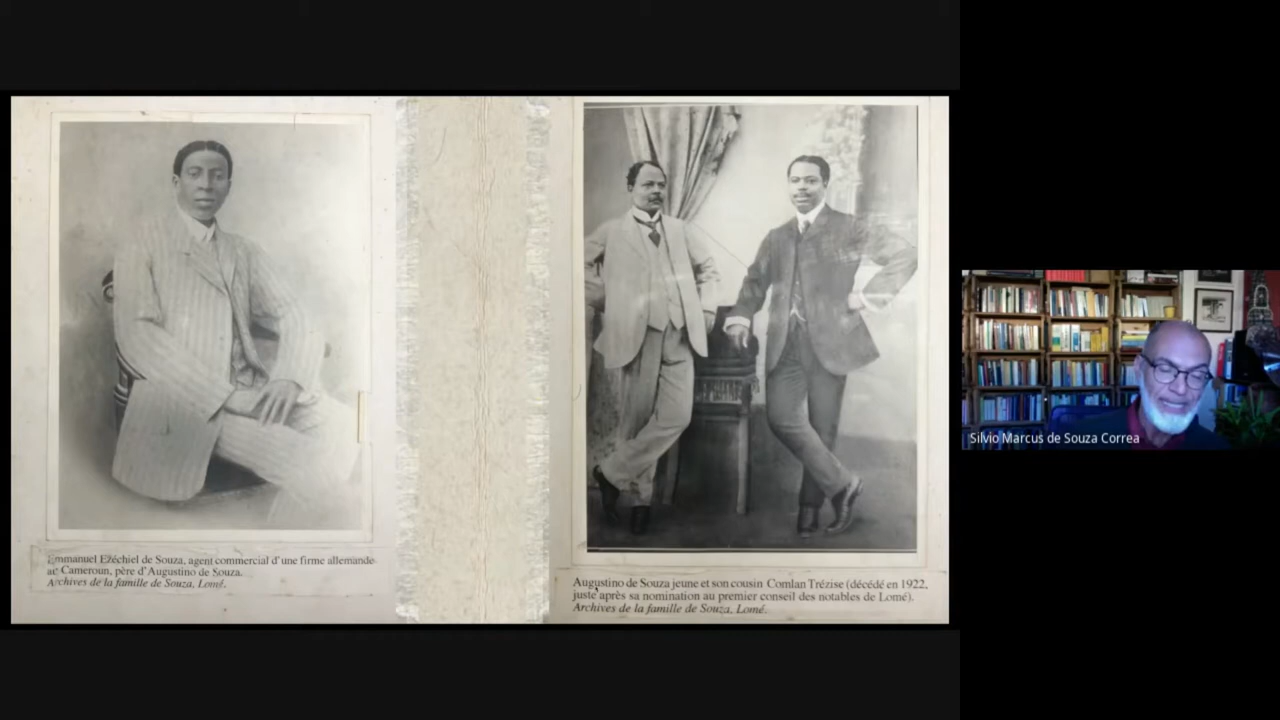 Emmanuel Ezéchiel de Souza, agent commercial d'une firme allemande
au Cameroun, père d'Augustino de Souza.
Archives de la famille de Souza, Lomé.
Augustino de Souza jeune et son cousin Comlan Trézise (décédé en 1922,
juste après sa nomination au premier conseil des notables de Lomé).
Archives de la famille de Souza, Lomé.
Silvio Marcus de Souza Correa